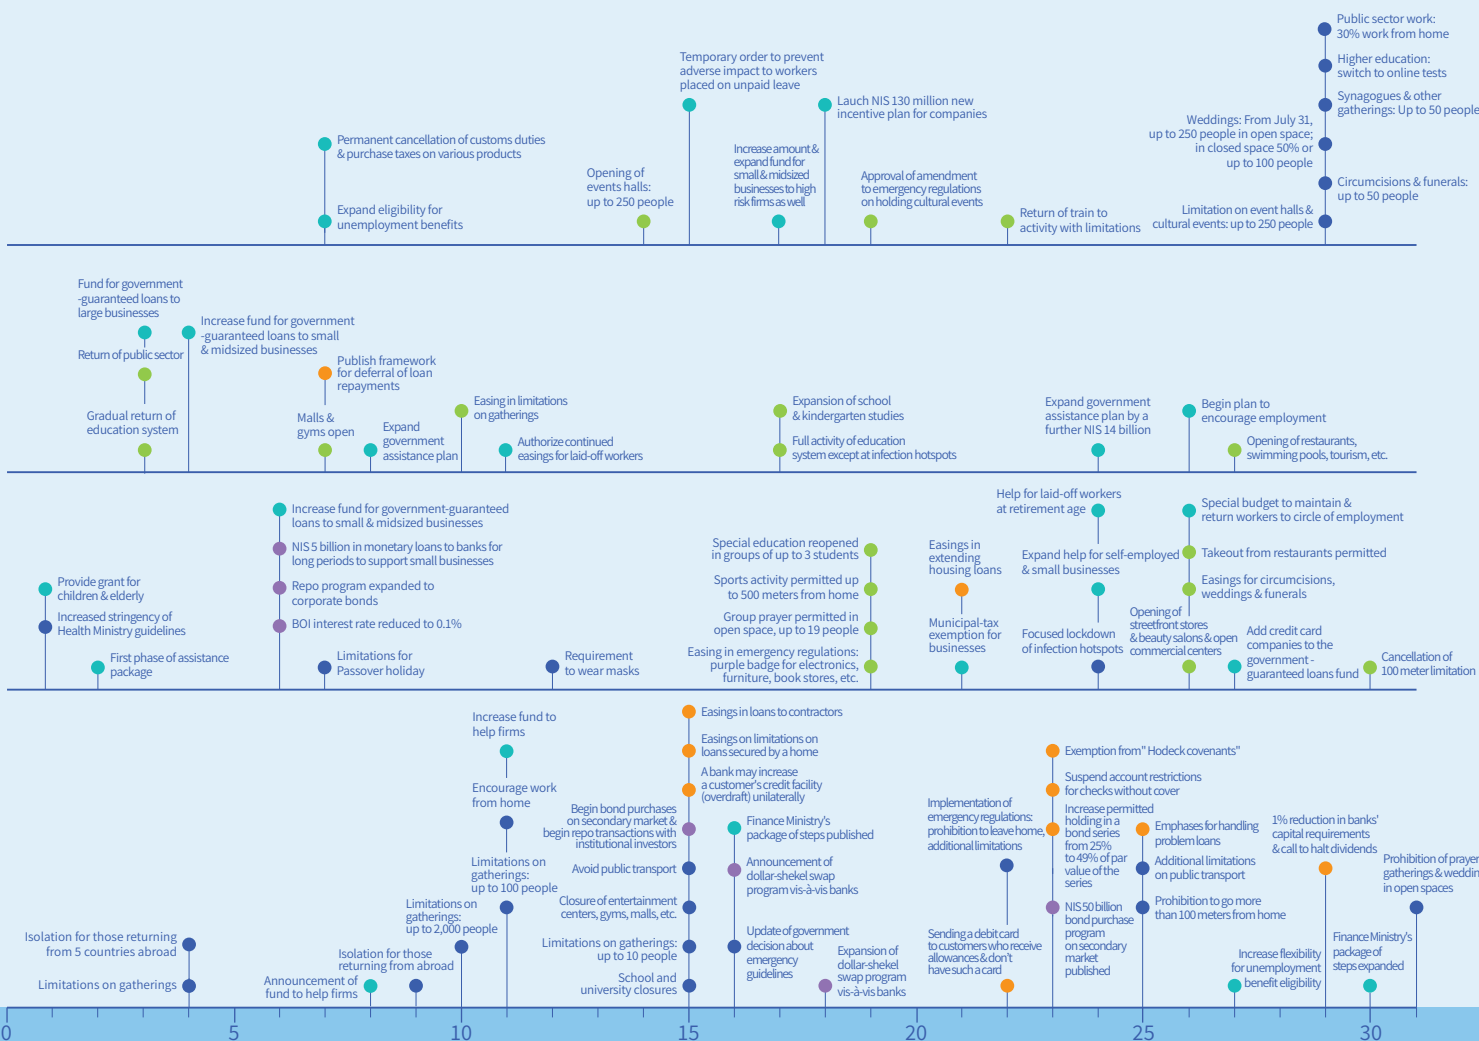 Public sector work:
30% work from home
Higher education:
switch to online tests
Synagogues & other
gatherings: Up to 50 people
Weddings: From July 31,
up to 250 people in open space;
in closed space 50% or
up to 100 people
Circumcisions & funerals:
up to 50 people
Limitation on event halls &
cultural events: up to 250 people
Temporary order to prevent
adverse impact to workers
placed on unpaid leave
Lauch NIS 130 million new
incentive plan for companies
Permanent cancellation of customs duties
& purchase taxes on various products
Expand eligibility for
unemployment benefits
Opening of
events halls:
up to 250 people
Increase amount &
expand fund for
small & midsized
businesses to high
risk firms as well
Approval of amendment
to emergency regulations
on holding cultural events
Return of train to
activity with limitations
Fund for government
-guaranteed loans to
large businesses
Return of public sector
Gradual return of
education system
Increase fund for government
-guaranteed loans to small
& midsized businesses
Publish framework
for deferral of loan
repayments
Malls &
gyms open
Expand
government
assistance plan
Easing in limitations
on gatherings
Authorize continued
easings for laid-off workers
Expansion of school
& kindergarten studies
Full activity of education
system except at infection hotspots
Expand government
assistance plan by a
further NIS 14 billion
Begin plan to
encourage employment
Opening of restaurants,
swimming pools, tourism, etc.
Provide grant for
children & elderly
Increased stringency of
Health Ministry guidelines
First phase of assistance
package
Increase fund for government-guaranteed
loans to small & midsized businesses
NIS 5 billion in monetary loans to banks for
long periods to support small businesses
Repo program expanded to
corporate bonds
BOI interest rate reduced to 0.1%
Limitations for
Passover holiday
Requirement
to wear masks
Special education reopened
in groups of up to 3 students
Sports activity permitted up
to 500 meters from home
Group prayer permitted in
open space, up to 19 people
Easing in emergency regulations:
purple badge for electronics,
furniture, book stores, etc.
Easings in
extending
housing loans
Municipal-tax
exemption for
businesses
Help for laid-off workers
at retirement age
Expand help for self-employed
& small businesses
Focused lockdown
of infection hotspots
Special budget to maintain &
return workers to circle of employment
Takeout from restaurants permitted
Easings for circumcisions,
weddings & funerals
Opening of
streetfront stores
& beauty salons & open
commercial centers
Add credit card
companies to the
government -
guaranteed loans fund
Cancellation of
100 meter limitation
Isolation for those returning
from 5 countries abroad
Limitations on gatherings
Announcement of
fund to help firms
Isolation for those
returning from abroad
Limitations on
gatherings:
up to 2,000 people
Increase fund to
help firms
Encourage work
from home
Limitations on
gatherings:
up to 100 people
Easings in loans to contractors
Easings on limitations on
loans secured by a home
A bank may increase
a customer's credit facility
(overdraft) unilaterally
Begin bond purchases
on secondary market &
begin repo transactions with
institutional investors
Avoid public transport
Closure of entertainment
centers, gyms, malls, etc.
Limitations on gatherings:
up to 10 people
School and
university closures
Finance Ministry's
package of steps published
Announcement of
dollar-shekel swap
program vis-à-vis banks
Update of government
decision about
emergency
guidelines
Expansion of
dollar-shekel
swap program
vis-à-vis banks
Implementation of
emergency regulations:
prohibition to leave home,
additional limitations
Sending a debit card
to customers who receive
allowances & don't
have such a card
Exemption from" Hodeck covenants"
Suspend account restrictions
for checks without cover
Increase permitted
holding in a
bond series
from 25%
to 49% of par
value of the
series
NIS 50 billion
bond purchase
program
on secondary
market
published
Emphases for handling
problem loans
Additional limitations
on public transport
Prohibition to go more
than 100 meters from home
Increase flexibility
for unemployment
benefit eligibility
1% reduction in banks'
capital requirements
& call to halt dividends
Finance Ministry's
package of
steps expanded
Prohibition of prayer
gatherings &
in open spaces
0 5 10 15 20 25 30